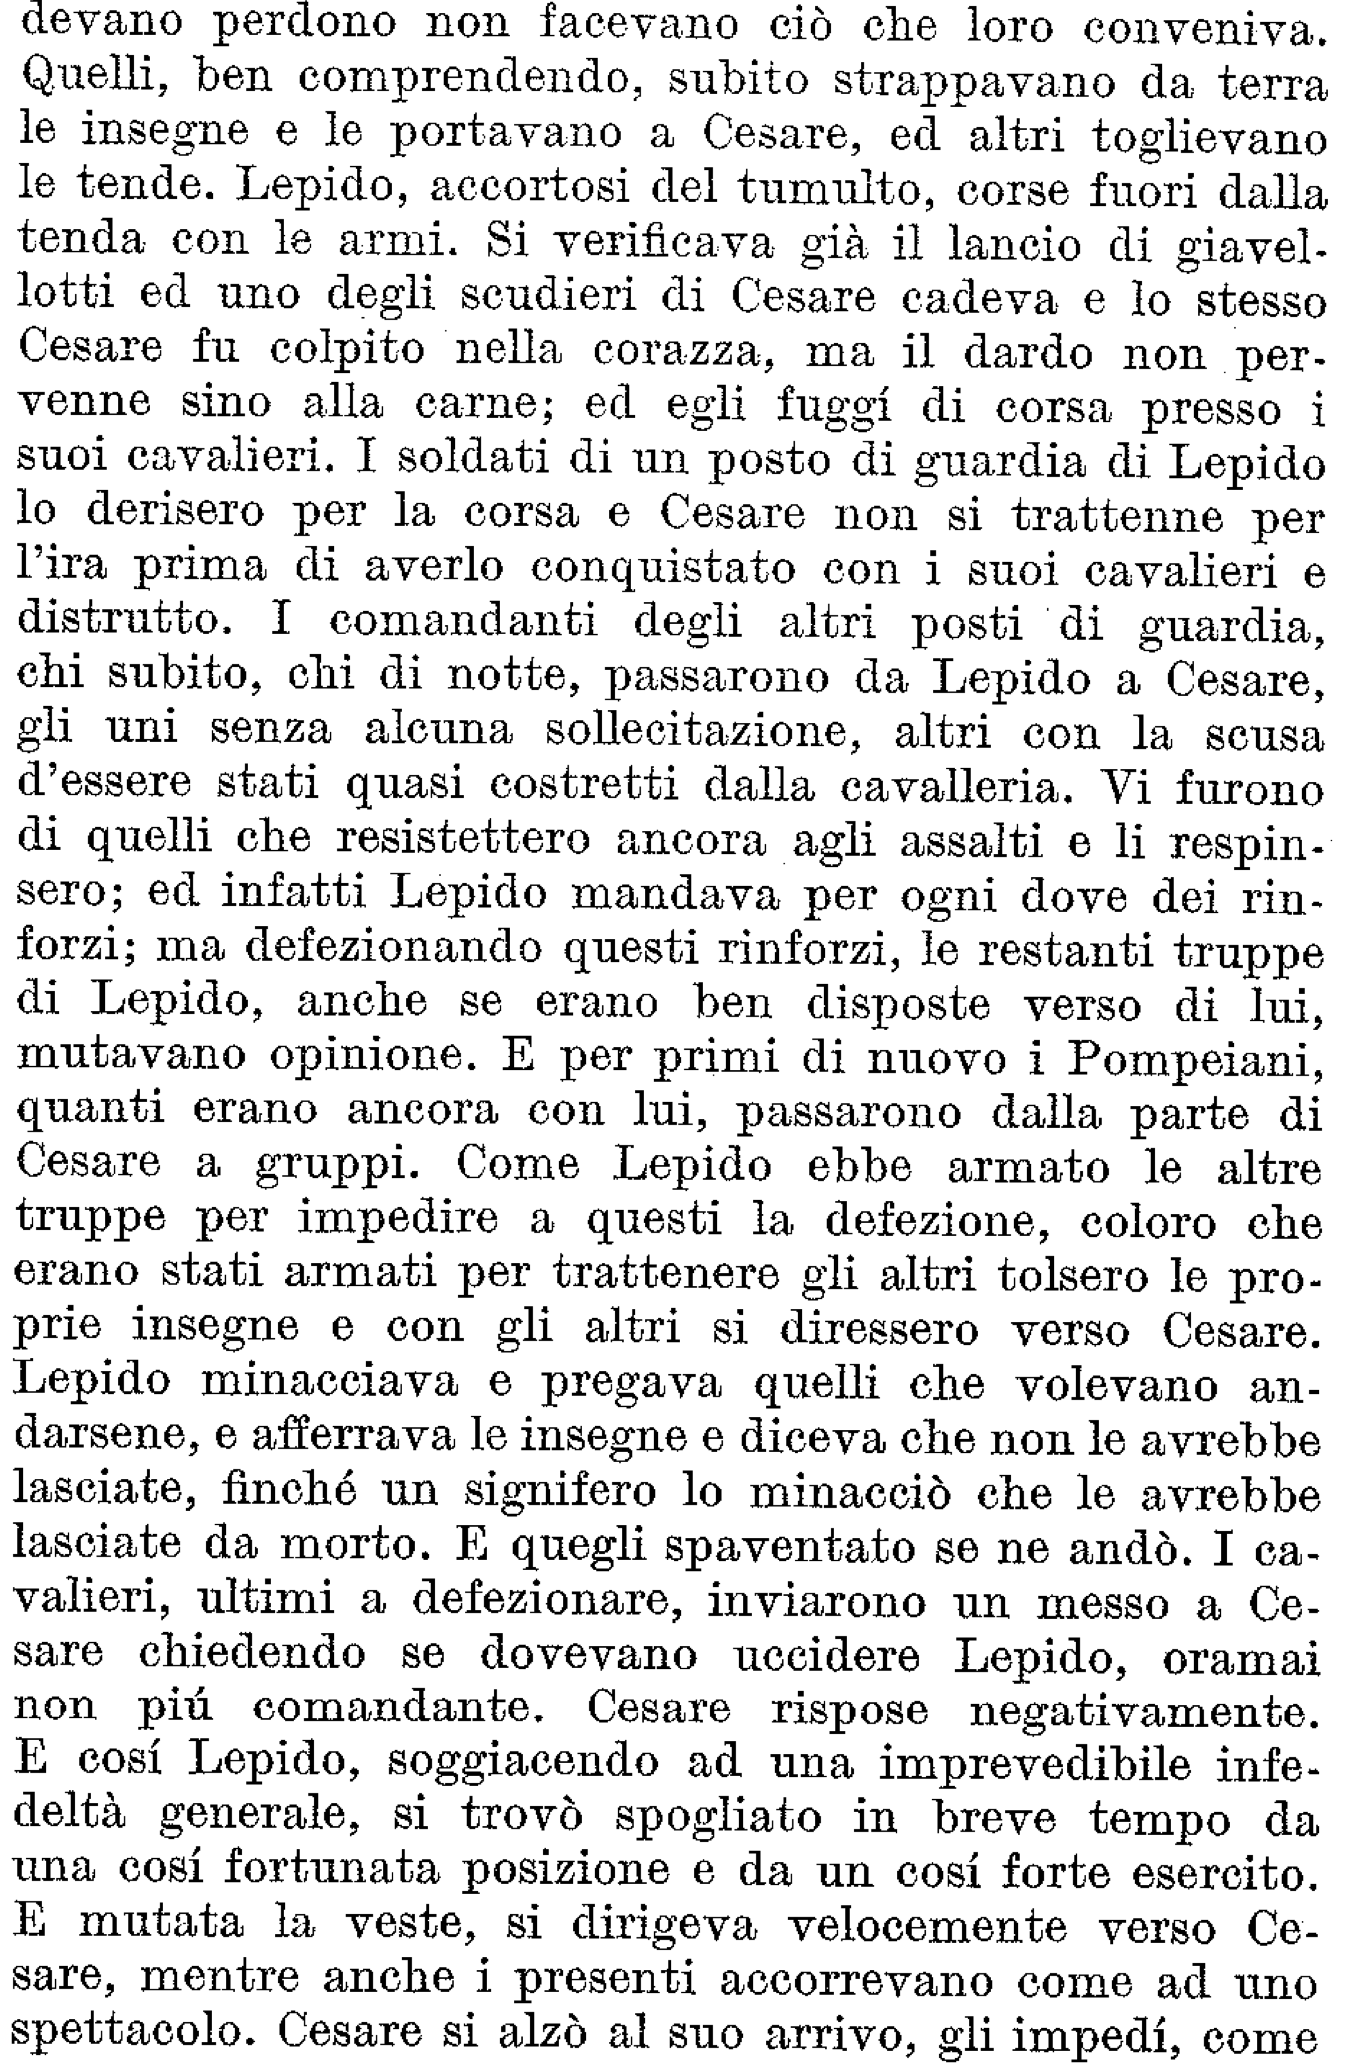 devano perdono non facevano ciò che loro conveniva.
Quelli, ben comprendendo, subito strappavano da terra
le insegne e le portavano a Cesare, ed altri toglievano
le tende. Lepido, accortosi del tumulto, corse fuori dalla
tenda con le armi. Si verificava già il lancio di giavel-
lotti ed uno degli scudieri di Cesare cadeva e lo stesso
Cesare fu colpito nella corazza, ma il dardo non per-
venne sino alla carne; ed egli fuggí di corsa presso i
suoi cavalieri. I soldati di un posto di guardia di Lepido
lo derisero per la corsa e Cesare non si trattenne per
l'ira prima di averlo conquistato con i suoi cavalieri e
distrutto. I comandanti degli altri posti di guardia,
chi subito, chi di notte, passarono da Lepido a Cesare,
gli uni senza alcuna sollecitazione, altri con la scusa
d'essere stati quasi costretti dalla cavalleria. Vi furono
di quelli che resistettero ancora agli assalti e li respin-
sero; ed infatti Lepido mandava per ogni dove dei rin-
forzi; ma defezionando questi rinforzi, le restanti truppe
di Lepido, anche se erano ben disposte verso di lui,
mutavano opinione. E per primi di nuovo i Pompeiani,
quanti erano ancora con lui, passarono dalla parte di
Cesare a gruppi. Come Lepido ebbe armato le altre
truppe per impedire a questi la defezione, coloro che
erano stati armati per trattenere gli altri tolsero le pro-
prie insegne e con gli altri si diressero verso Cesare.
Lepido minacciava e pregava quelli che volevano an-
darsene, e afferrava le insegne e diceva che non le avrebbe
lasciate, finché un signifero lo minacciò che le avrebbe
lasciate da morto. E quegli spaventato se ne andò. I ca-
valieri, ultimi a defezionare, inviarono un messo a Ce-
sare chiedendo se dovevano uccidere Lepido, oramai
non piú comandante. Cesare rispose negativamente.
E cosí Lepido, soggiacendo ad una imprevedibile infe-
deltà generale, si trovò spogliato in breve tempo da
una cosí fortunata posizione e da un cosí forte esercito.
E mutata la veste, si dirigeva velocemente verso Ce-
sare, mentre anche i presenti accorrevano come ad uno
spettacolo. Cesare si alzò al suo arrivo, gli impedí, come